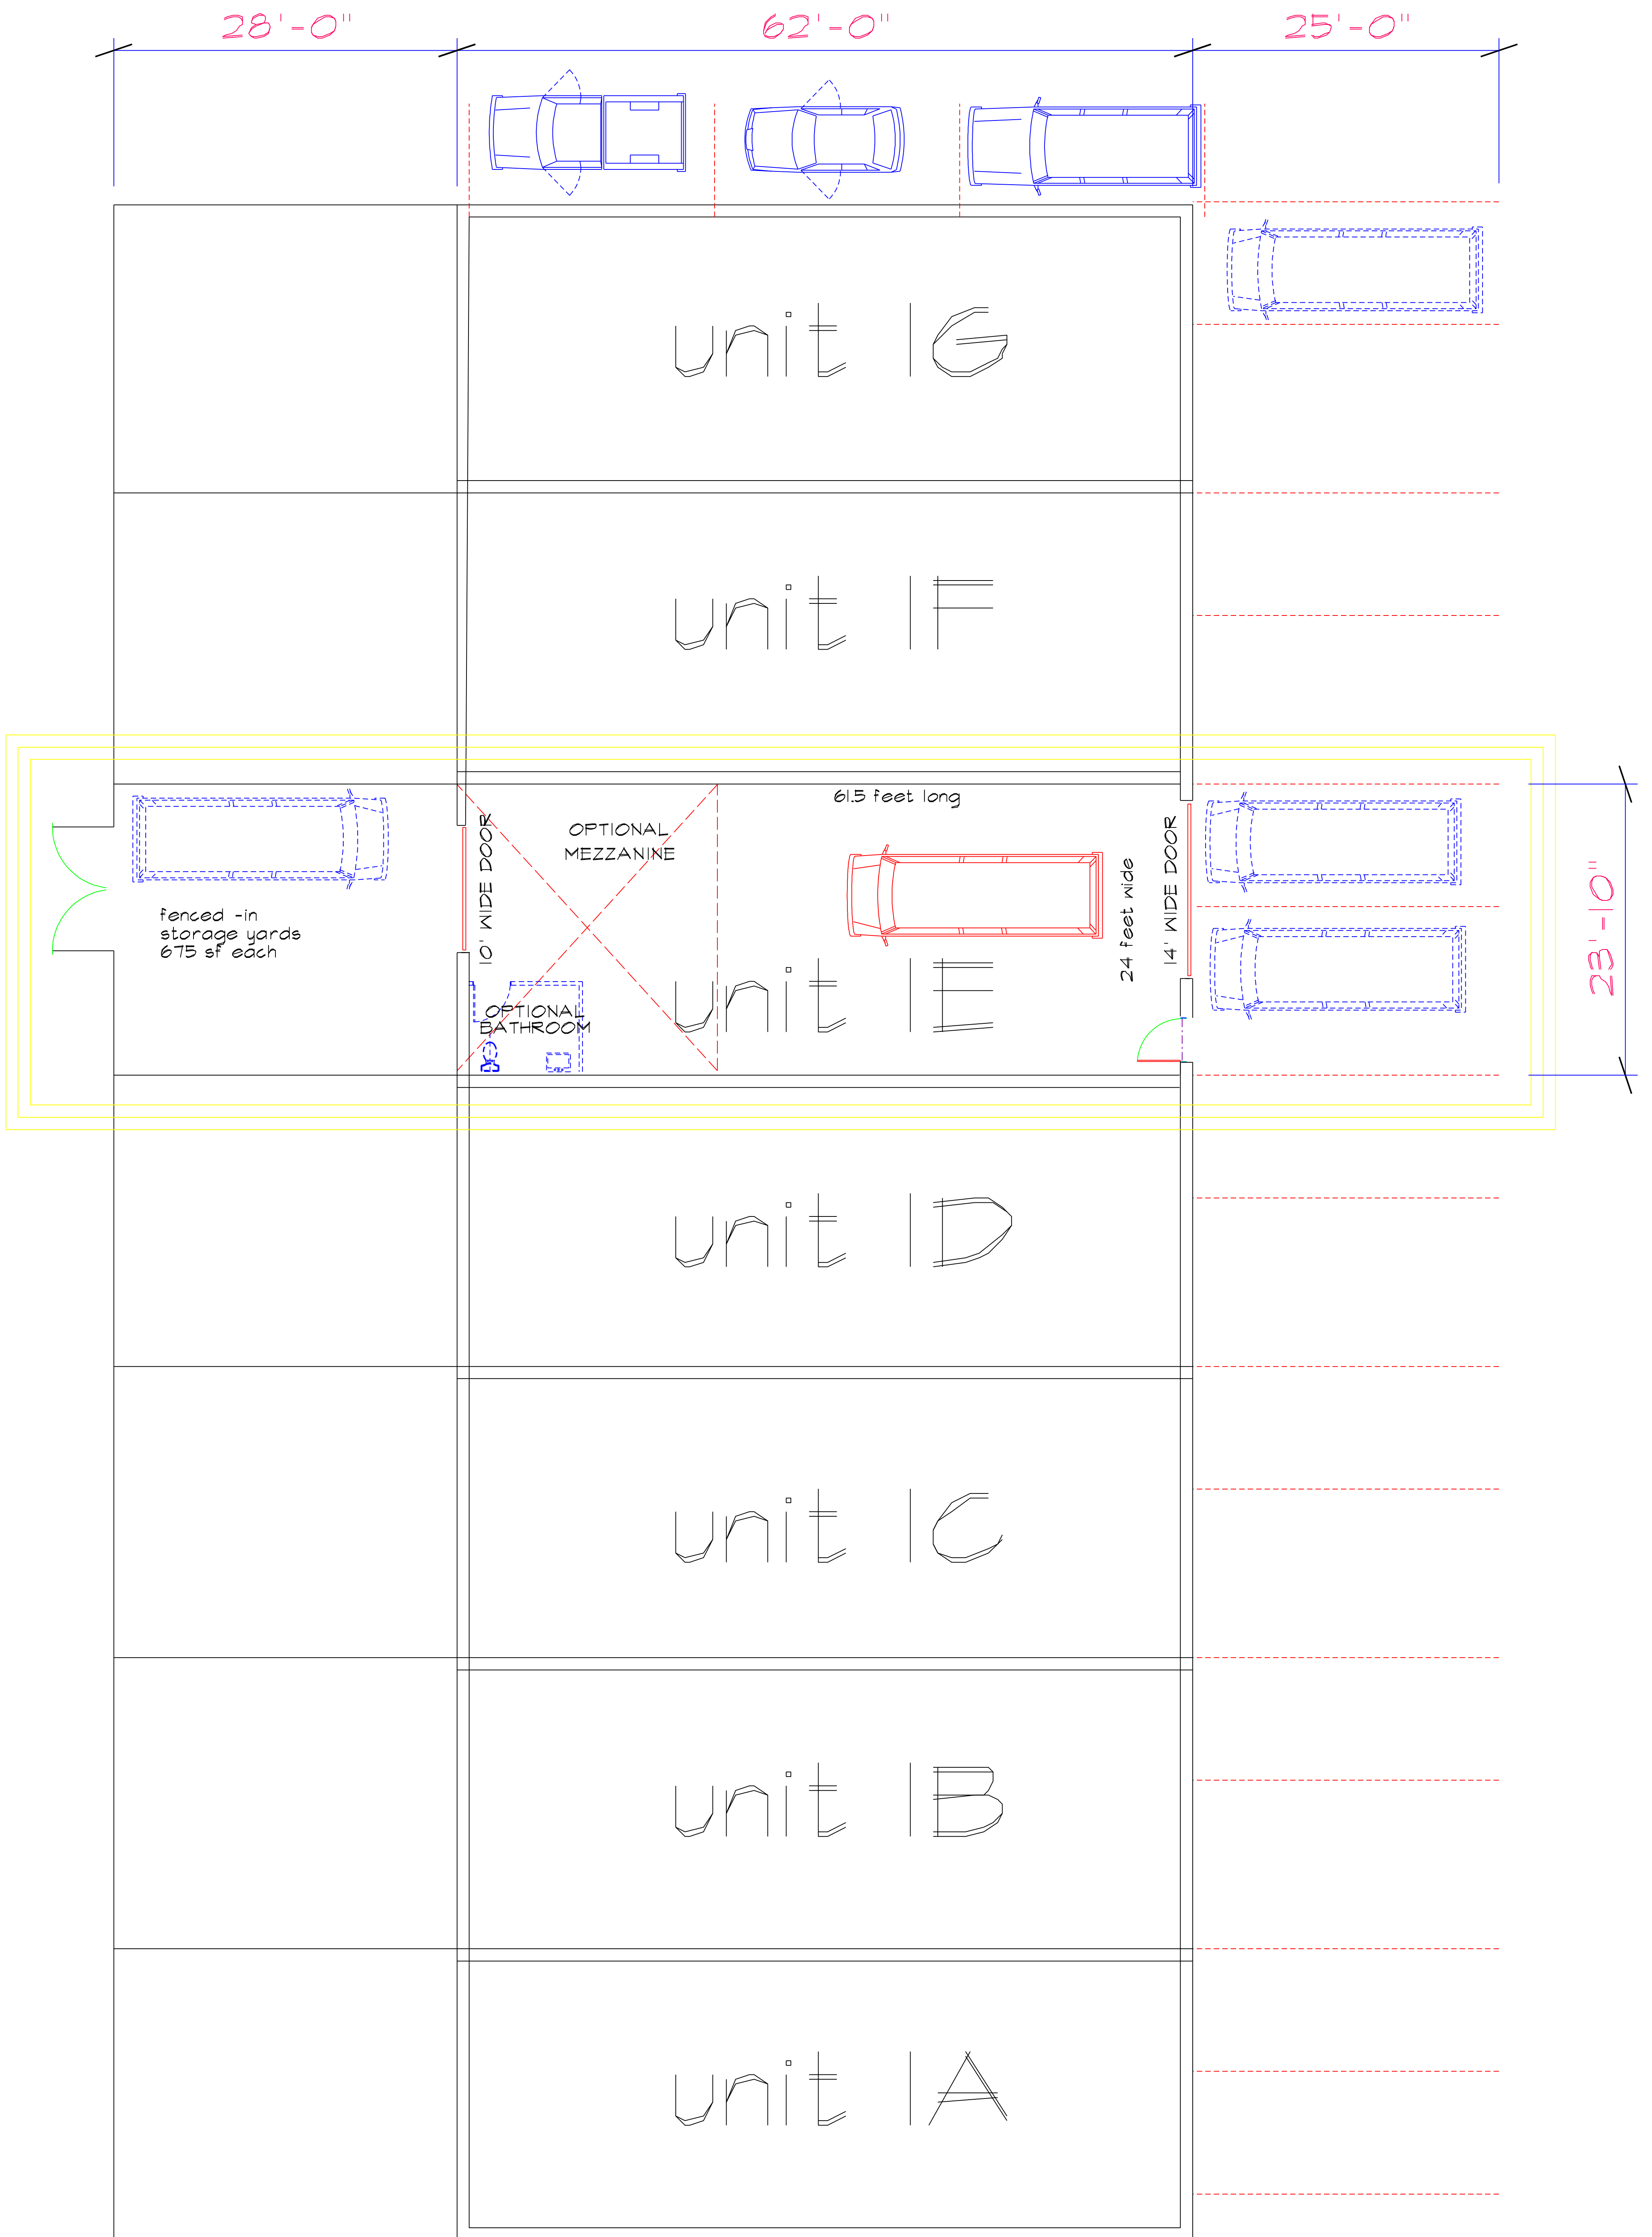 28'-0"
62'-0"
25'-0"
unit 1G
unit 1F
61.5 feet long
OPTIONAL
MEZZANINE
10' WIDE DOOR
24 feet wide
14' WIDE DOOR
fenced -in
storage yards
675 sf each
23'-10"
unit 1E
OPTIONAL
BATHROOM
unit 1D
unit 1C
unit 1B
unit 1A